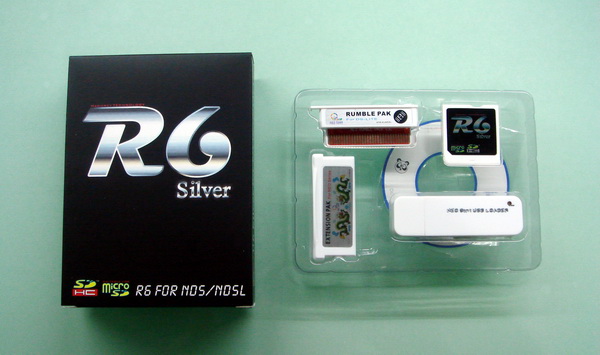 R6
Silver
SD
HC
micro
SD
R6 FOR NDS/NDSL
RUMBLE PAK
R6
Silver
micro
SD
EXTENSION PAK
USB LOADER